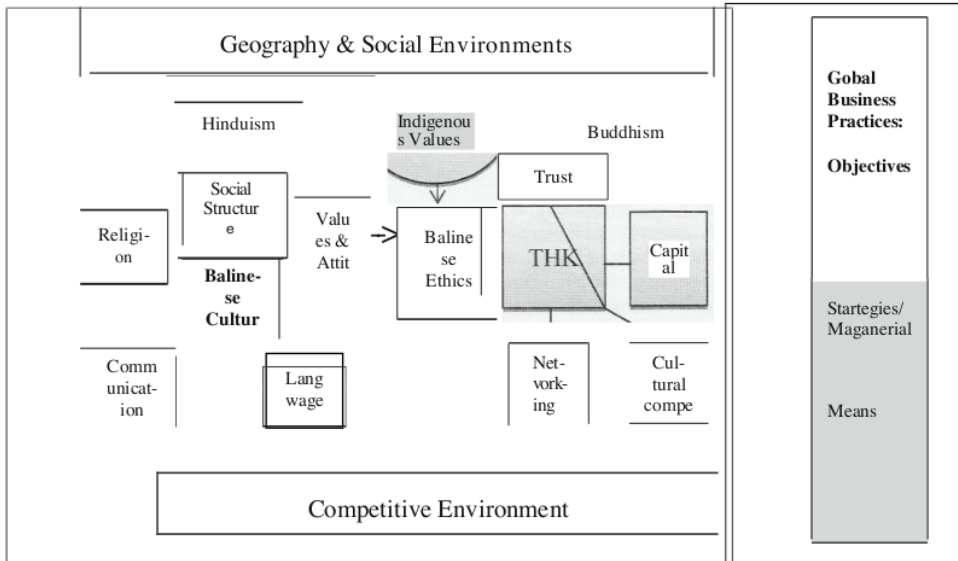 Geography & Social Environments
Hinduism
Indigenou
s Values
Buddhism
Trust
Social
Structur
e
Religi-
on
Valu
es &
Attit
Baline
se
Ethics
THK
Capit
al
Baline-
se
Cultur
Comm
unicat-
ion
Lang
wage
Net-
vork-
ing
Cul-
tural
compe
Competitive Environment
Gobal
Business
Practices:
Objectives
Startegies/
Maganerial
Means